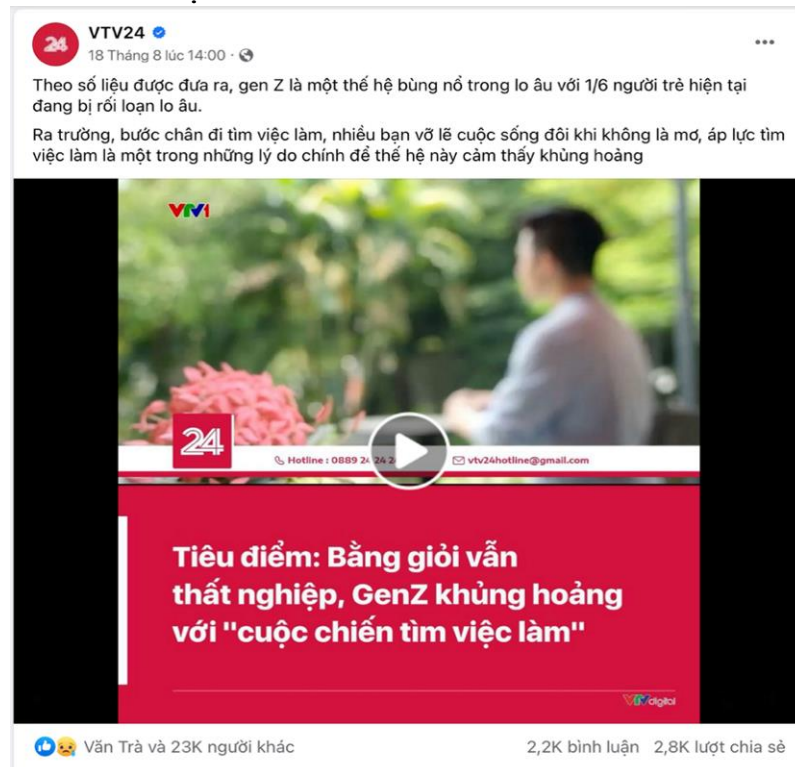 VTV24
18 Tháng 8 lúc 14:00 ·
Theo số liệu được đưa ra, gen Z là một thế hệ bùng nổ trong lo âu với 1/6 người trẻ hiện tại
đang bị rối loạn lo âu.
Ra trường, bước chân đi tìm việc làm, nhiều bạn vỡ lẽ cuộc sống đôi khi không là mơ, áp lực tìm
việc làm là một trong những lý do chính để thế hệ này cảm thấy khủng hoảng
VTV1
24
Hotline : 0889 24 24 vtv24hotline@gmail.com
Tiêu điểm: Bằng giỏi vẫn
thất nghiệp, GenZ khủng hoảng
với "cuộc chiến tìm việc làm"
VTVdigital
Văn Trà và 23K người khác 2,2K bình luận 2,8K lượt chia sẻ